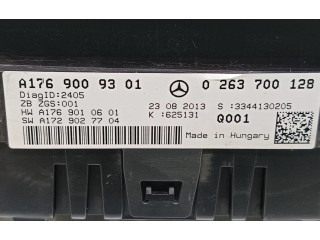 A176 900 93 01 0 263 700 128
DiagID:2405
ZB ZGS:001 23 08 2013 S :3344130205
HW A176 901 06 01 K :625131 Q001
SW A172 902 77 04 Made in Hungary